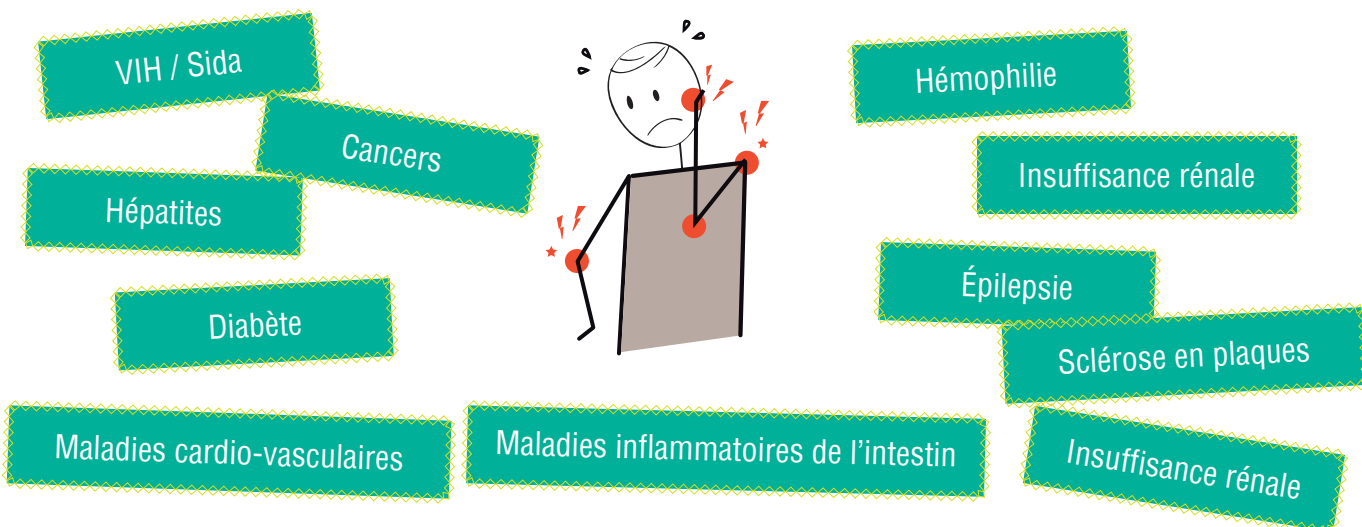 VIH / Sida
Cancers
Hépatites
Diabète
Maladies cardio-vasculaires
Maladies inflammatoires de l’intestin
Hémophilie
Insuffisance rénale
Épilepsie
Sclérose en plaques
Insuffisance rénale